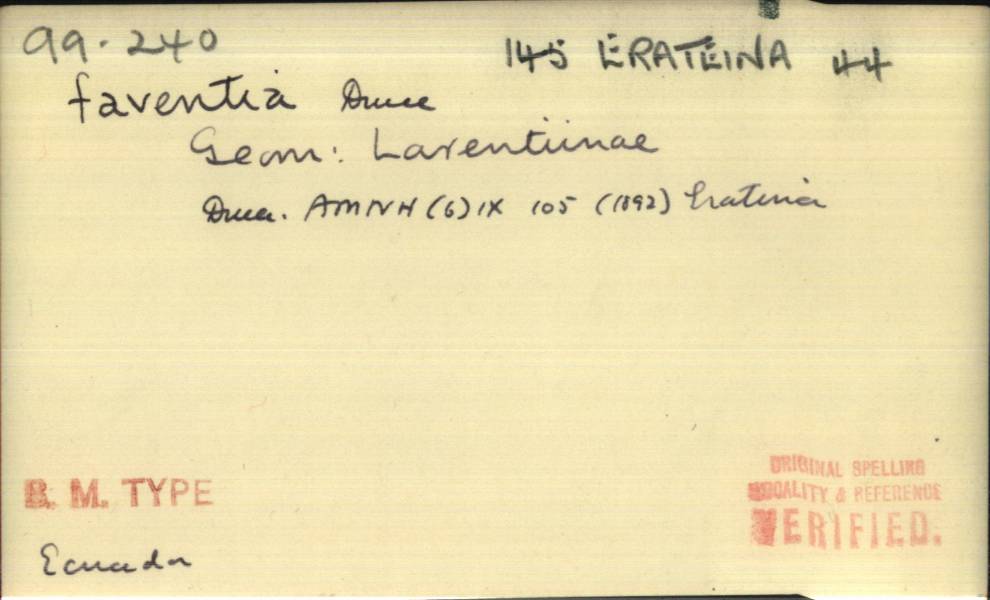 99.240 145 ERATEINA 44
faventia Druce
Geom: Larentiinae
Druce. AMNH (6) IX 105 (1892) Erateina
B. M. TYPE
Ecuador
ORIGINAL SPELLING
LOCALITY & REFERENCE
VERIFIED.